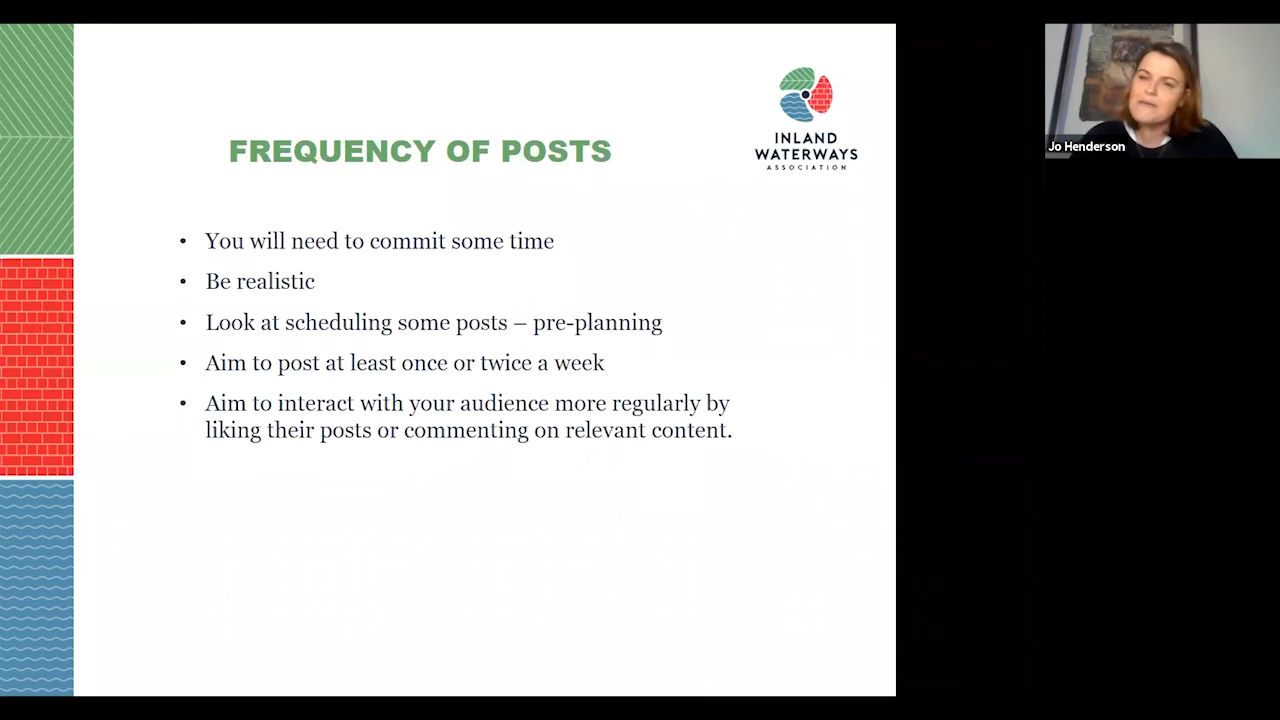 INLAND
WATERWAYS
ASSOCIATION
FREQUENCY OF POSTS
• You will need to commit some time
• Be realistic
• Look at scheduling some posts – pre-planning
• Aim to post at least once or twice a week
• Aim to interact with your audience more regularly by
liking their posts or commenting on relevant content.
Jo Henderson